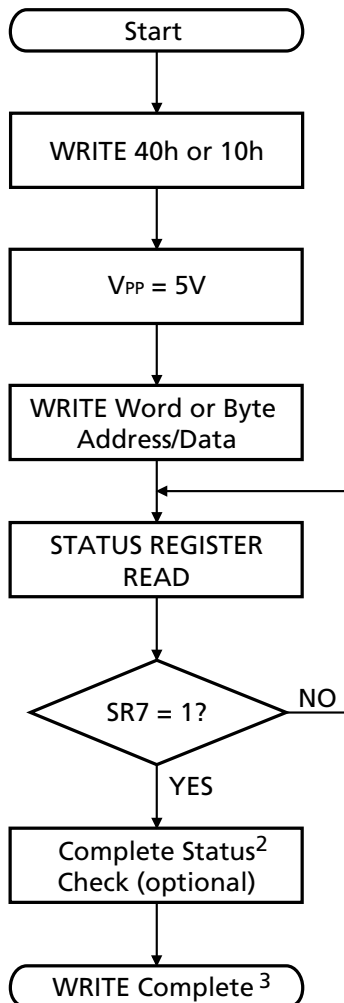 Start
WRITE 40h or 10h
VPP = 5V
WRITE Word or Byte
Address/Data
STATUS REGISTER
READ
SR7 = 1?
NO
YES
Complete Status2
Check (optional)
WRITE Complete 3